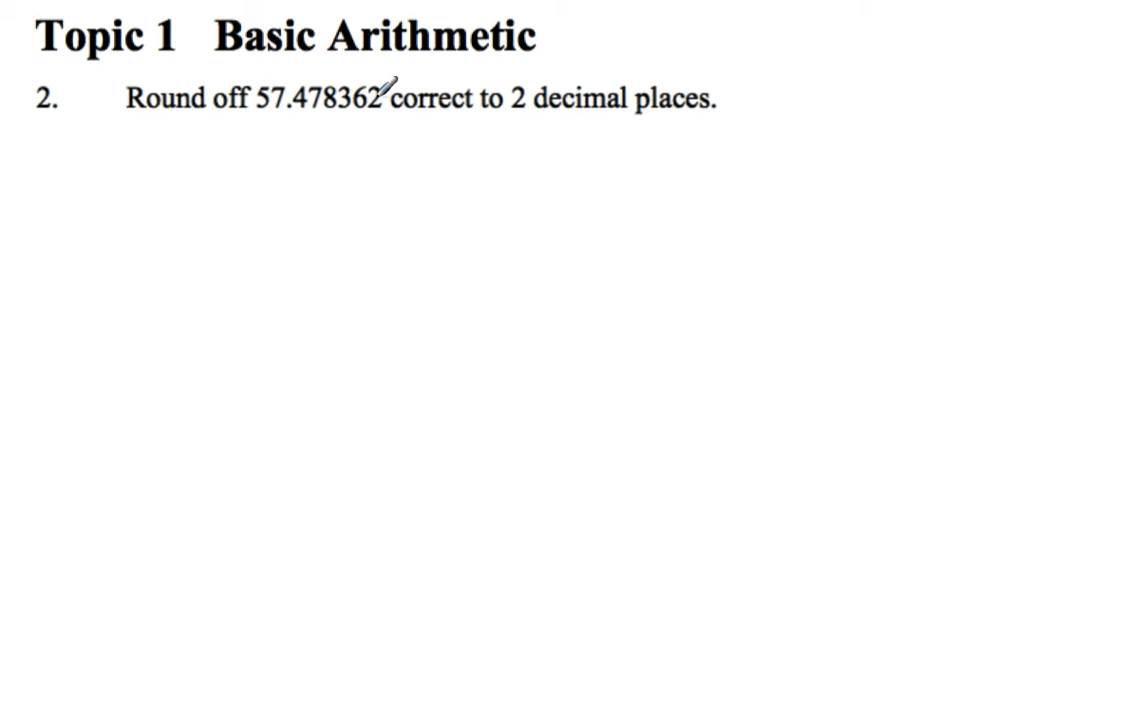 Topic 1 Basic Arithmetic
2. Round off 57.478362 correct to 2 decimal places.